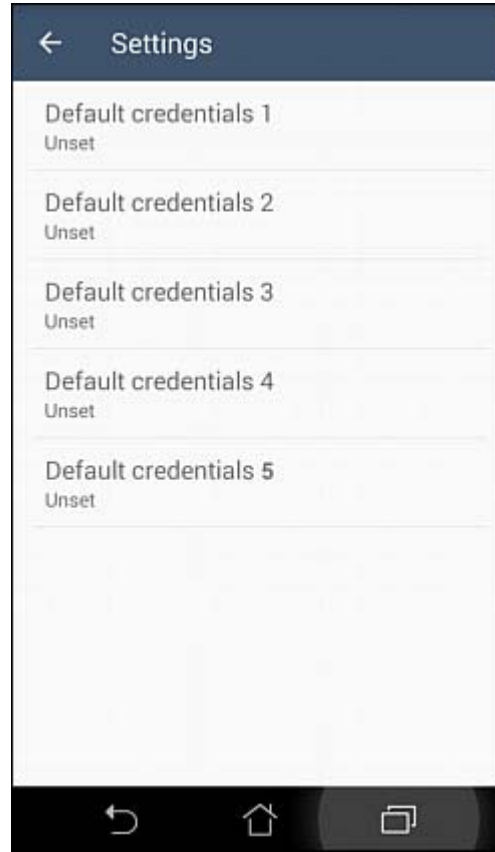 Settings
Default credentials 1
Unset
Default credentials 2
Unset
Default credentials 3
Unset
Default credentials 4
Unset
Default credentials 5
Unset